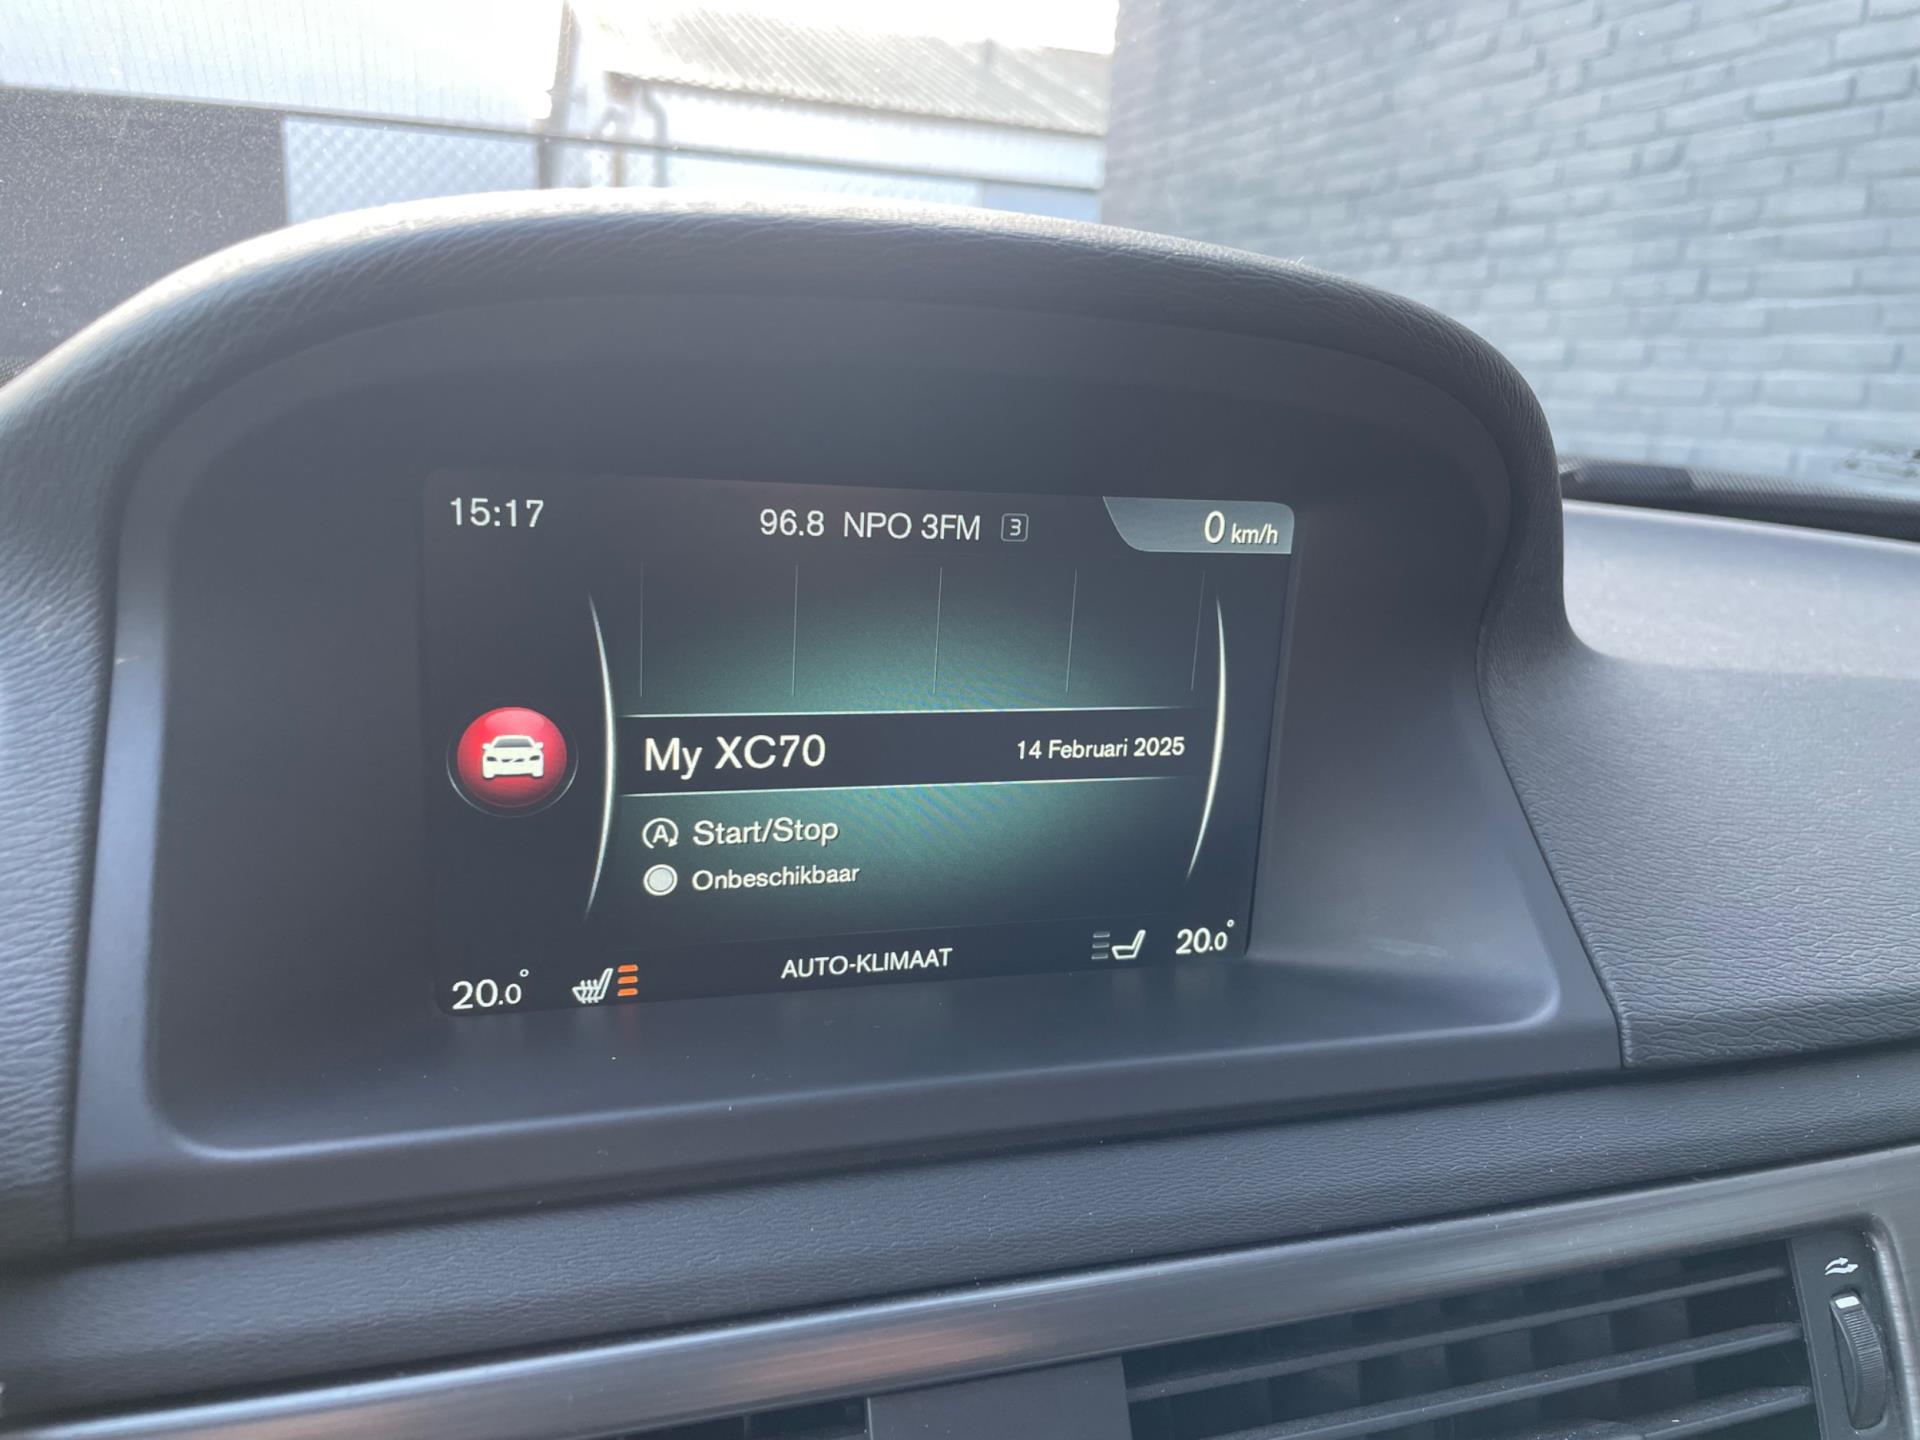 15:17
96.8 NPO 3FM 3
0 km/h
My XC70
14 Februari 2025
A Start/Stop
Onbeschikbaar
20.0°
AUTO-KLIMAAT
20.0°